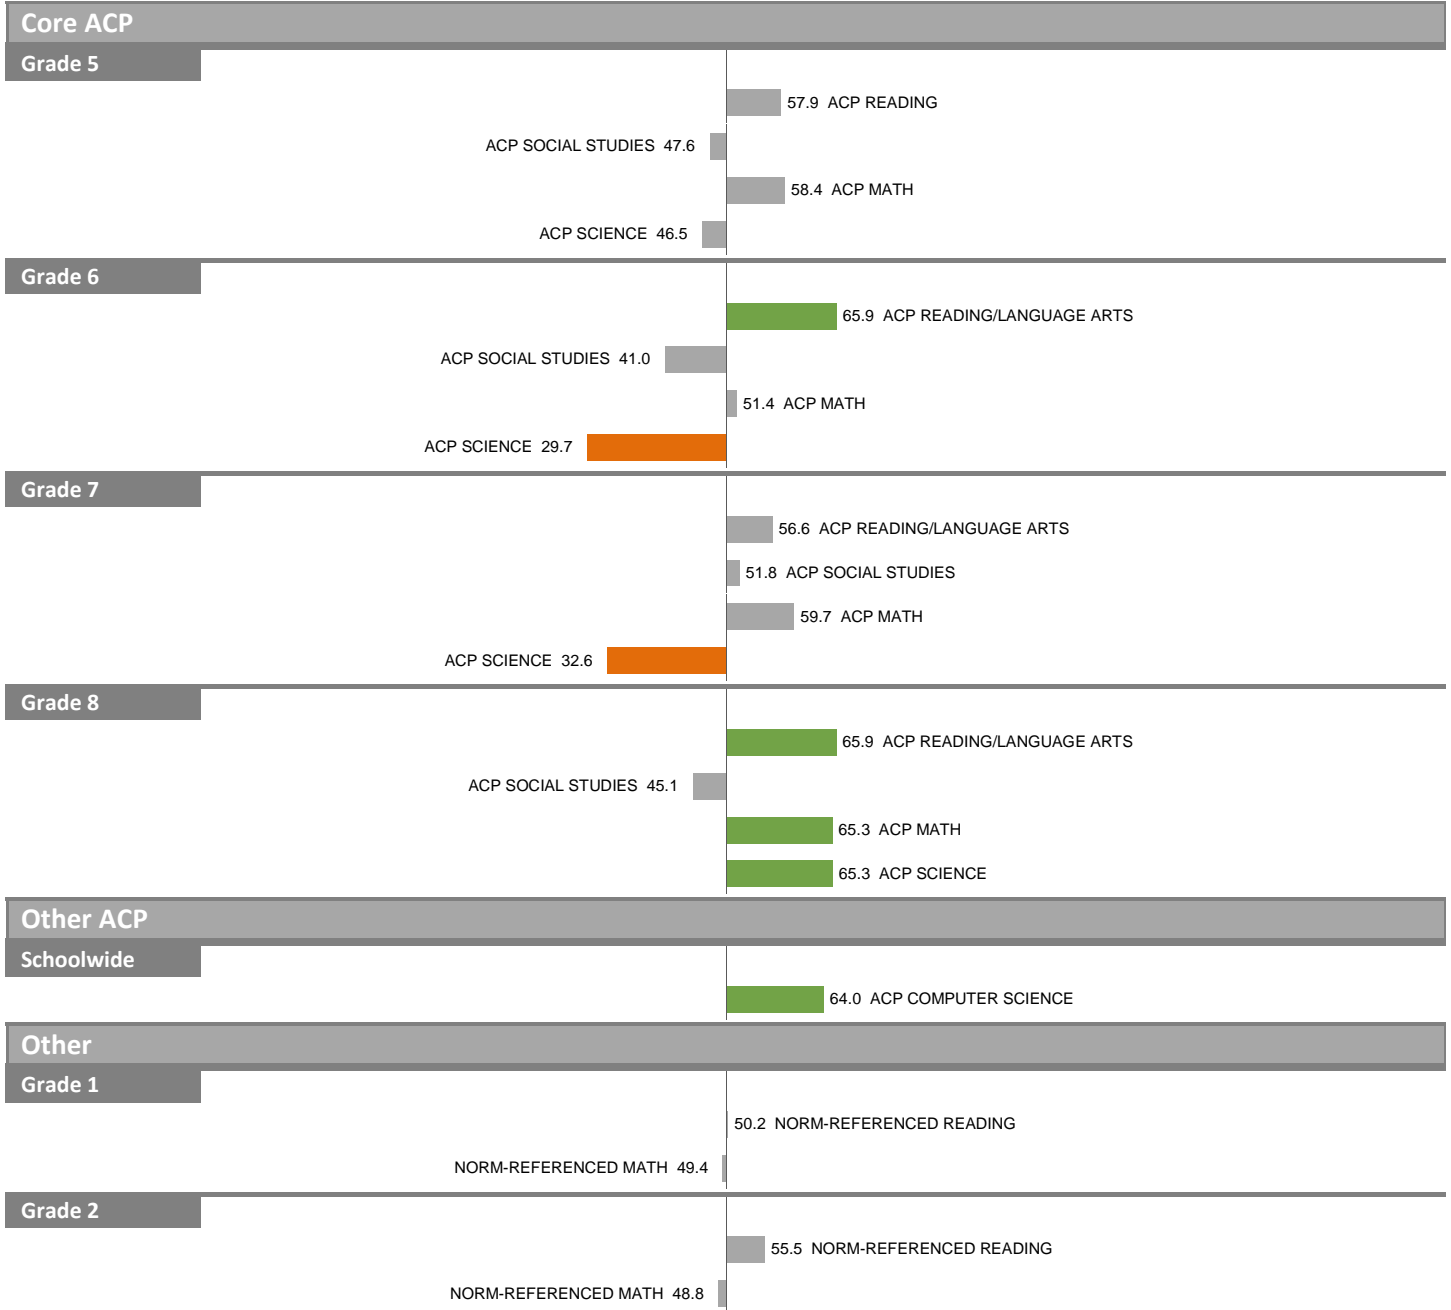 Core ACP
Grade 5
57.9 ACP READING
ACP SOCIAL STUDIES 47.6
58.4 ACP MATH
ACP SCIENCE 46.5
Grade 6
65.9 ACP READING/LANGUAGE ARTS
ACP SOCIAL STUDIES 41.0
51.4 ACP MATH
ACP SCIENCE 29.7
Grade 7
56.6 ACP READING/LANGUAGE ARTS
51.8 ACP SOCIAL STUDIES
59.7 ACP MATH
ACP SCIENCE 32.6
Grade 8
65.9 ACP READING/LANGUAGE ARTS
ACP SOCIAL STUDIES 45.1
65.3 ACP MATH
65.3 ACP SCIENCE
Other ACP
Schoolwide
64.0 ACP COMPUTER SCIENCE
Other
Grade 1
50.2 NORM-REFERENCED READING
NORM-REFERENCED MATH 49.4
Grade 2
55.5 NORM-REFERENCED READING
NORM-REFERENCED MATH 48.8